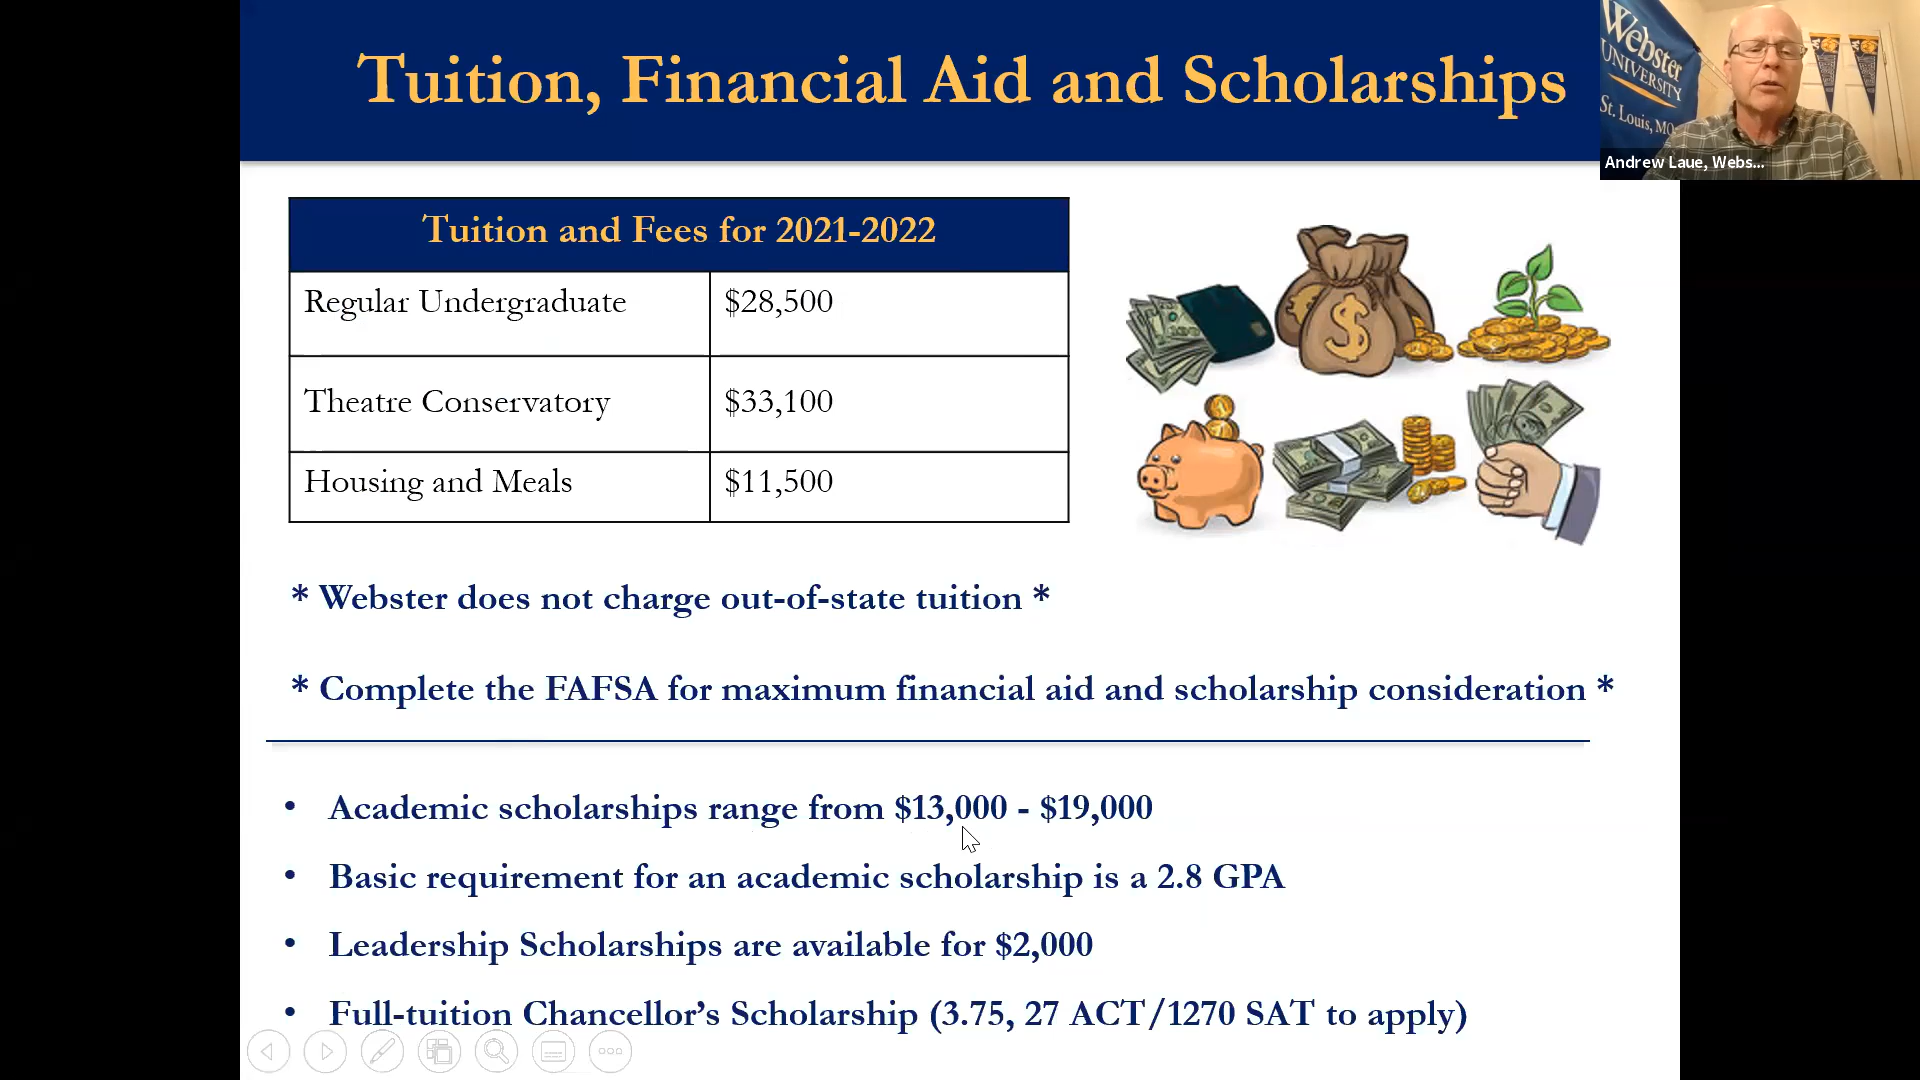 Tuition, Financial Aid and Scholarships
Webster
UNIVERSITY
St. Louis, MO
Andrew Laue, Webs...
Tuition and Fees for 2021-2022
Regular Undergraduate $28,500
Theatre Conservatory $33,100
Housing and Meals $11,500
$
* Webster does not charge out-of-state tuition *
* Complete the FAFSA for maximum financial aid and scholarship consideration *
• Academic scholarships range from $13,000 - $19,000
• Basic requirement for an academic scholarship is a 2.8 GPA
• Leadership Scholarships are available for $2,000
• Full-tuition Chancellor’s Scholarship (3.75, 27 ACT/1270 SAT to apply)